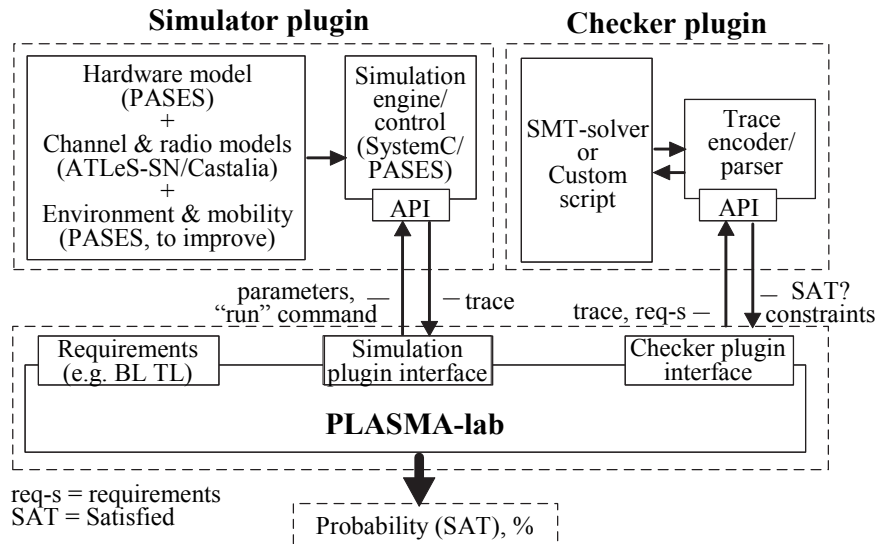 Simulator plugin
Checker plugin
Hardware model
(PASES)
+
Channel & radio models
(ATLeS-SN/Castalia)
+
Environment & mobility
(PASES, to improve)
Simulation
engine/
control
(SystemC/
PASES)
API
SMT-solver
or
Custom
script
Trace
encoder/
parser
API
parameters,
“run” command
trace
trace, req-s
SAT?
constraints
Requirements
(e.g. BL TL)
Simulation
plugin interface
Checker plugin
interface
PLASMA-lab
req-s = requirements
SAT = Satisfied
Probability (SAT), %